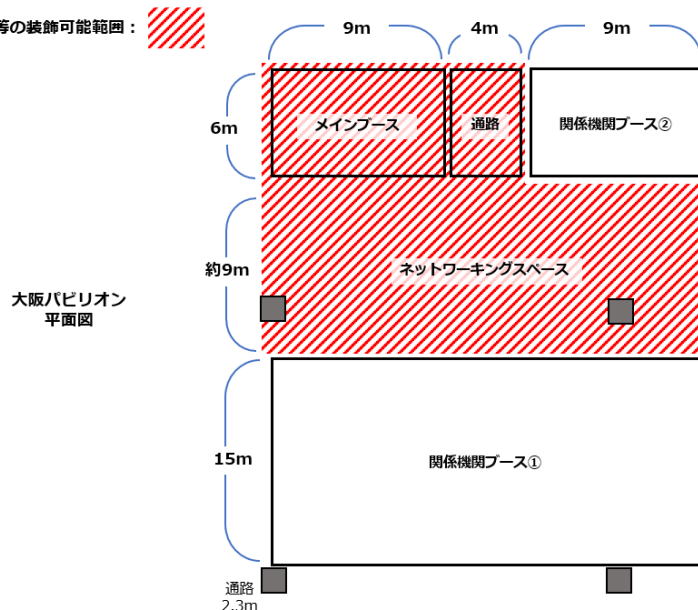 等の装飾可能範囲：
9m
4m
9m
6m
メインブース
通路
関係機関ブース②
約9m
ネットワーキングスペース
大阪パビリオン
平面図
15m
関係機関ブース①
通路
2.3m